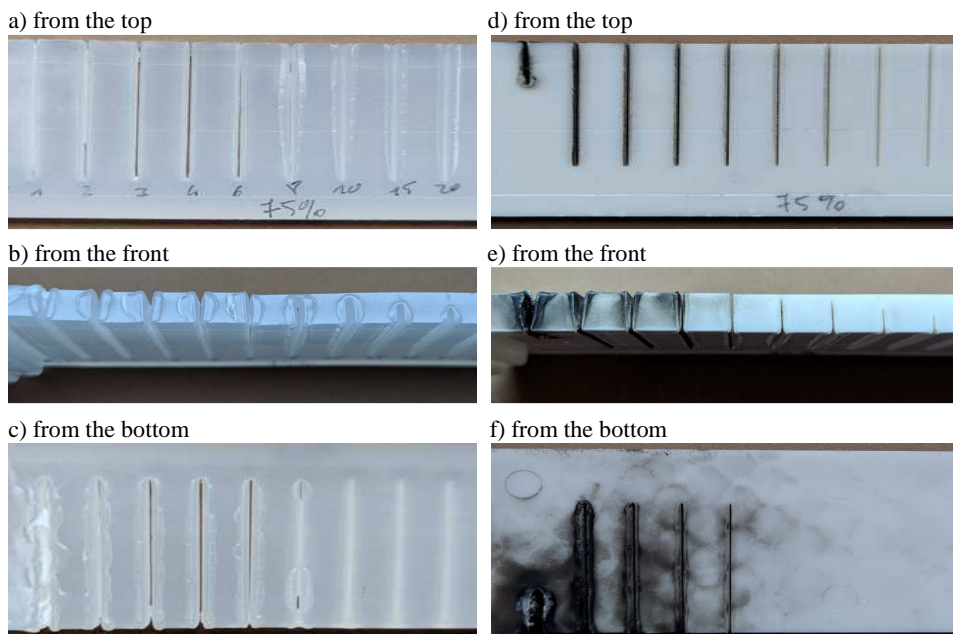 a) from the top
1 2 3 4 6 8 10 15 20
75%
b) from the front
c) from the bottom
d) from the top
75%
e) from the front
f) from the bottom